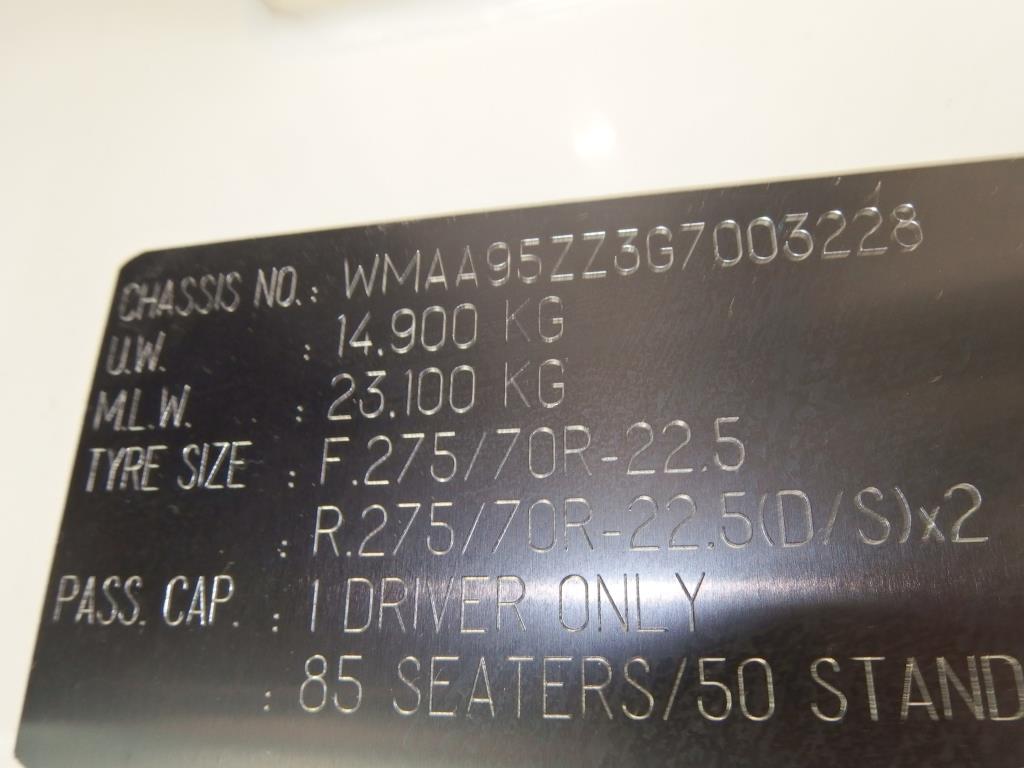 CHASSIS NO. : WMAA95ZZ3G7003228
U.W. : 14.900 KG
M.L.W. : 23.100 KG
TYRE SIZE : F.275/70R-22.5
: R.275/70R-22.5(D/S)x2
PASS. CAP. : 1 DRIVER ONLY
: 85 SEATERS/50 STAND